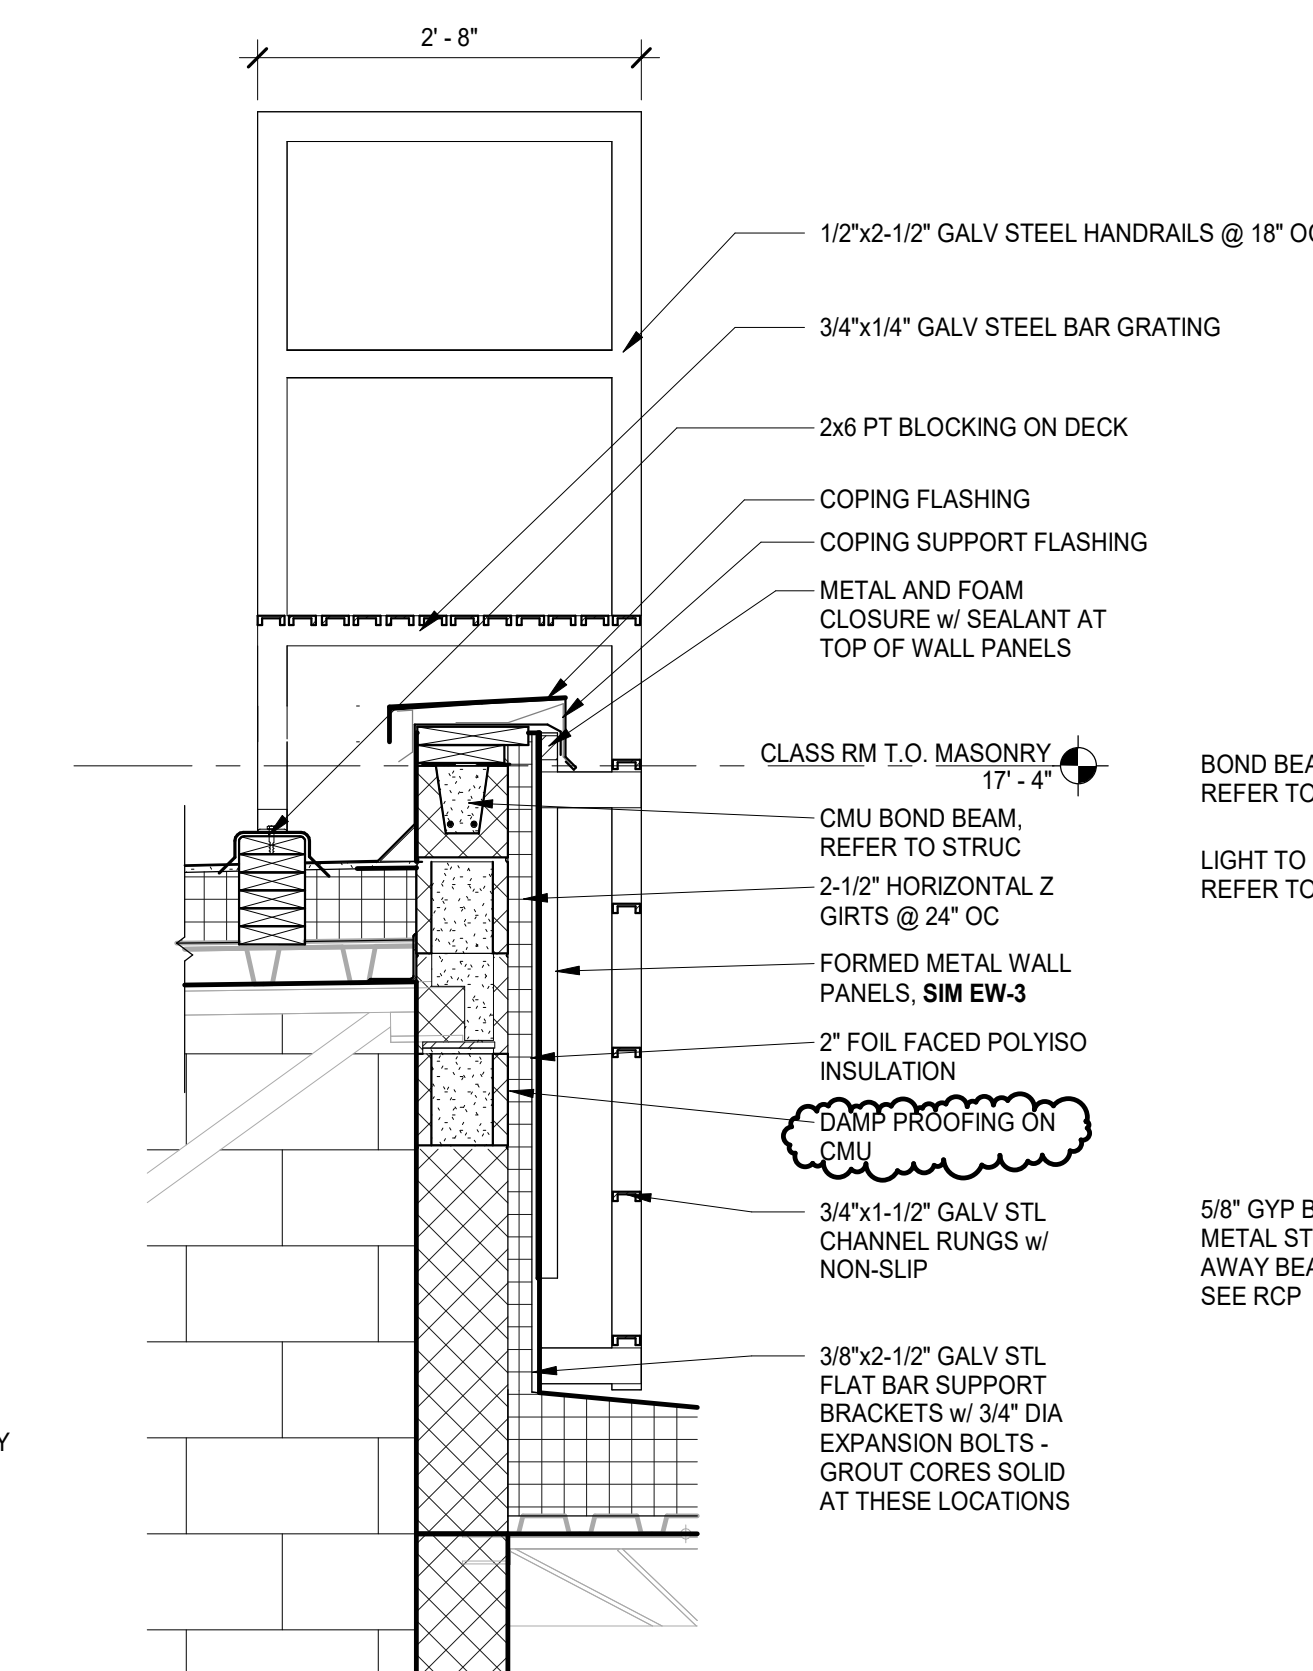 2' - 8"
1/2"x2-1/2" GALV STEEL HANDRAILS @ 18" OC
3/4"x1/4" GALV STEEL BAR GRATING
2x6 PT BLOCKING ON DECK
COPING FLASHING
COPING SUPPORT FLASHING
METAL AND FOAM
CLOSURE w/ SEALANT AT
TOP OF WALL PANELS
CLASS RM T.O. MASONRY
17' - 4"
CMU BOND BEAM,
REFER TO STRUC
2-1/2" HORIZONTAL Z
GIRTS @ 24" OC
FORMED METAL WALL
PANELS, SIM EW-3
2" FOIL FACED POLYISO
INSULATION
DAMP PROOFING ON
CMU
3/4"x1-1/2" GALV STL
CHANNEL RUNGS w/
NON-SLIP
3/8"x2-1/2" GALV STL
FLAT BAR SUPPORT
BRACKETS w/ 3/4" DIA
EXPANSION BOLTS -
GROUT CORES SOLID
AT THESE LOCATIONS
BOND BEA
REFER TO
LIGHT TO
REFER TO
5/8" GYP B
METAL ST
AWAY BEA
SEE RCP
Y